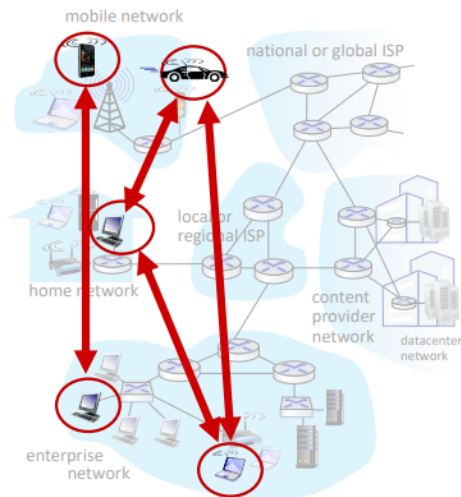 mobile network
national or global ISP
local or
regional ISP
home network
content
provider
network
datacenter
network
enterprise
network